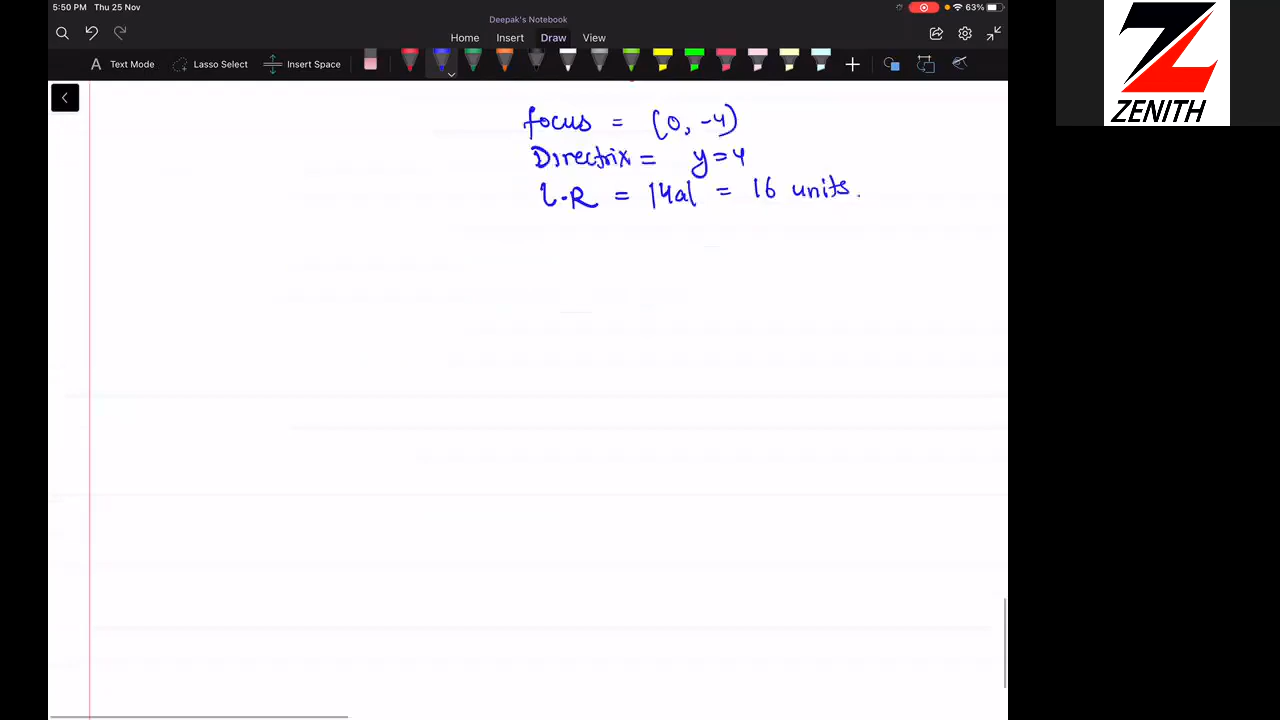 5:50 PM Thu 25 Nov
63%
Deepak's Notebook
Home Insert Draw View
Text Mode Lasso Select Insert Space
focus = (0, -4)
Directrix = y=4
L.R = |4a| = 16 units.
ZENITH